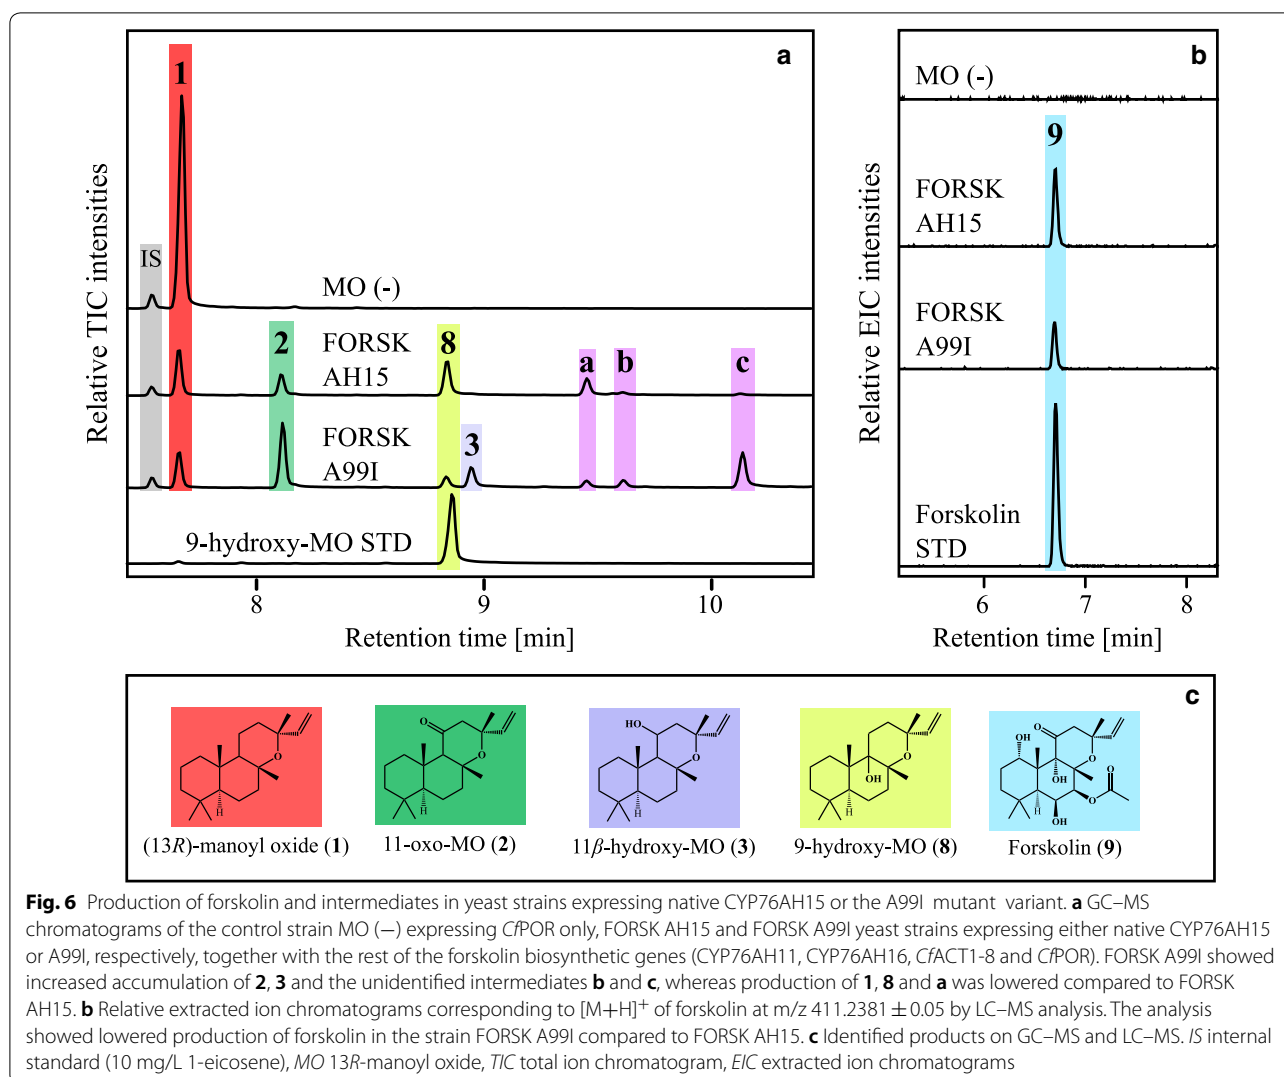 a
1
IS
MO (-)
2
FORSK
AH15
8
a
b
c
FORSK
A99I
3
9-hydroxy-MO STD
Relative TIC intensities
8
9
10
Retention time [min]
b
MO (-)
9
FORSK
AH15
FORSK
A99I
Forskolin
STD
Relative EIC intensities
6
7
8
Retention time [min]
c
O
H
(13R)-manoyl oxide (1)
O
O
H
11-oxo-MO (2)
HO
O
H
11β-hydroxy-MO (3)
O
OH
H
9-hydroxy-MO (8)
O
OH
O
OH
O
O
H
OH
Forskolin (9)
Fig. 6 Production of forskolin and intermediates in yeast strains expressing native CYP76AH15 or the A99I mutant variant. a GC–MS
chromatograms of the control strain MO (−) expressing CfPOR only, FORSK AH15 and FORSK A99I yeast strains expressing either native CYP76AH15
or A99I, respectively, together with the rest of the forskolin biosynthetic genes (CYP76AH11, CYP76AH16, CfACT1-8 and CfPOR). FORSK A99I showed
increased accumulation of 2, 3 and the unidentified intermediates b and c, whereas production of 1, 8 and a was lowered compared to FORSK
AH15. b Relative extracted ion chromatograms corresponding to [M+H]+ of forskolin at m/z 411.2381 ± 0.05 by LC–MS analysis. The analysis
showed lowered production of forskolin in the strain FORSK A99I compared to FORSK AH15. c Identified products on GC–MS and LC–MS. IS internal
standard (10 mg/L 1-eicosene), MO 13R-manoyl oxide, TIC total ion chromatogram, EIC extracted ion chromatograms